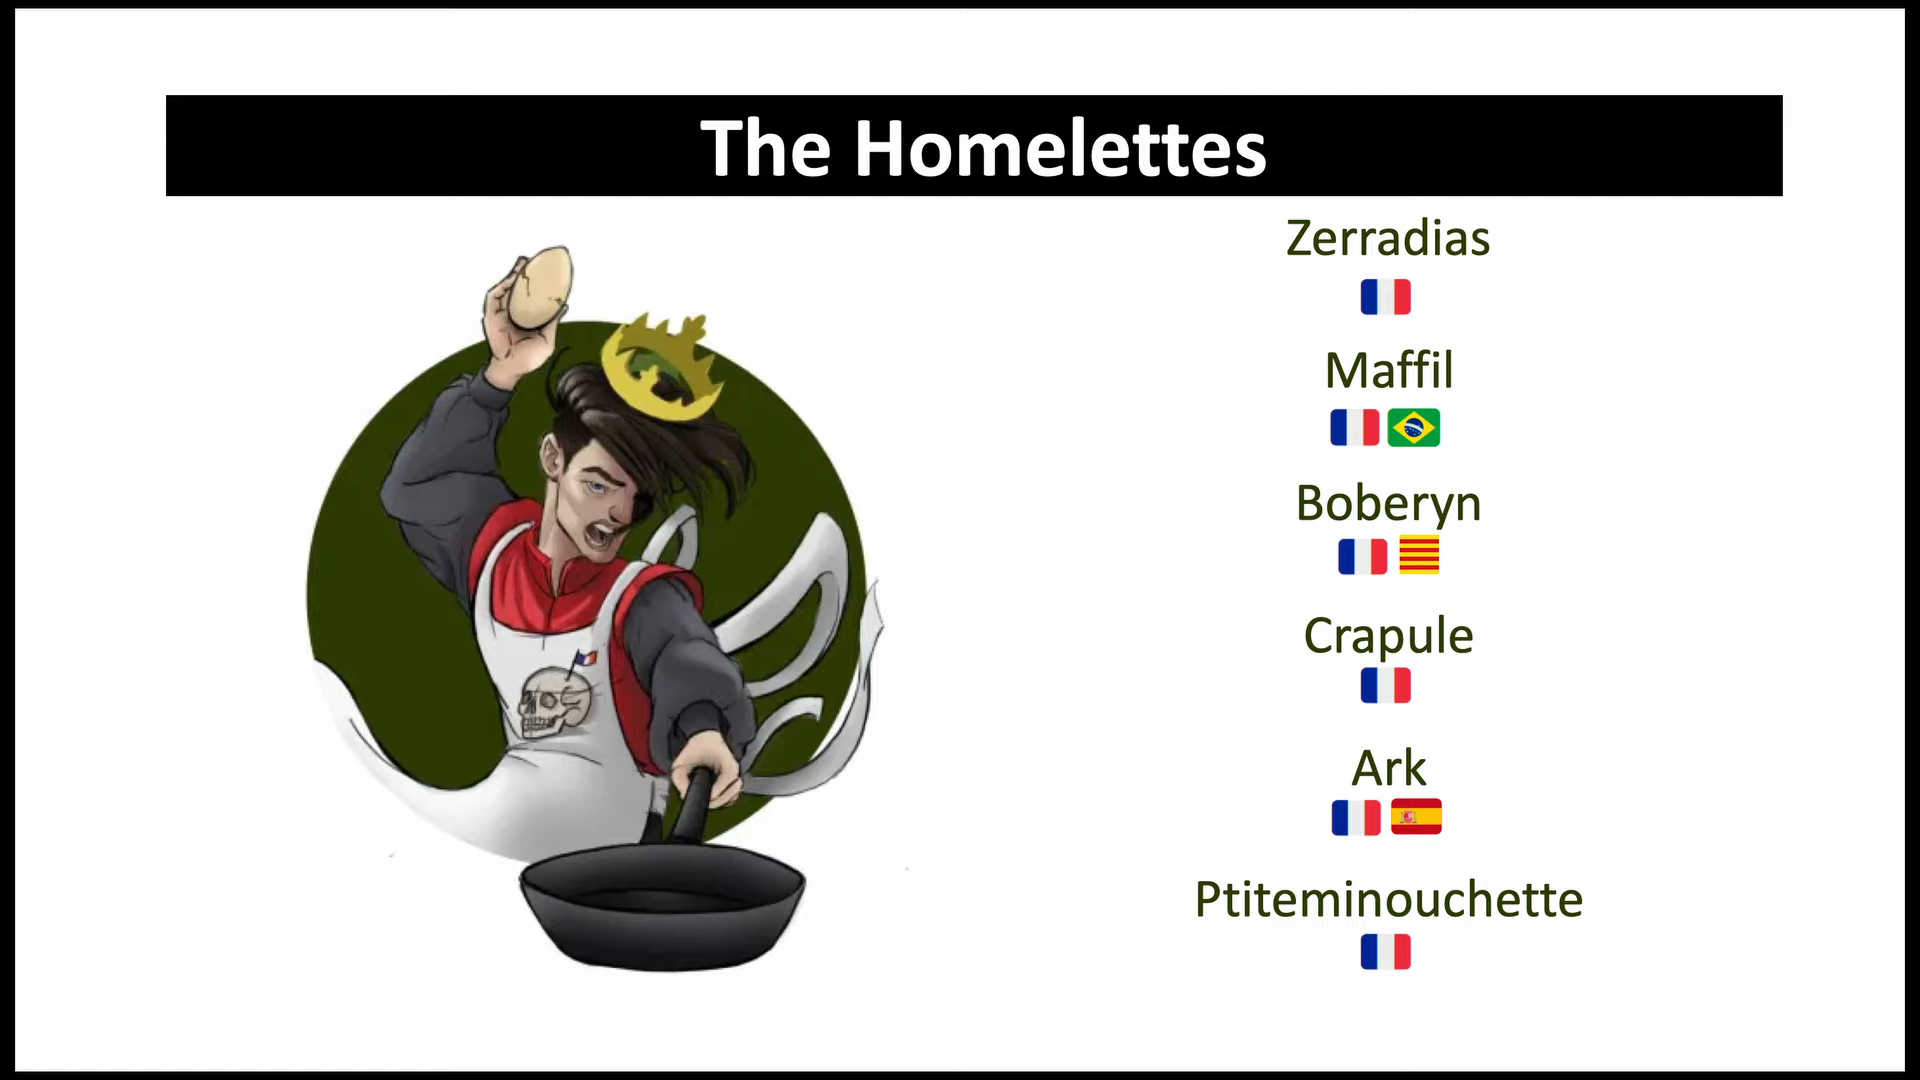 The Homelettes
Zerradias
Maffil
Boberyn
Crapule
Ark
Ptiteminouchette